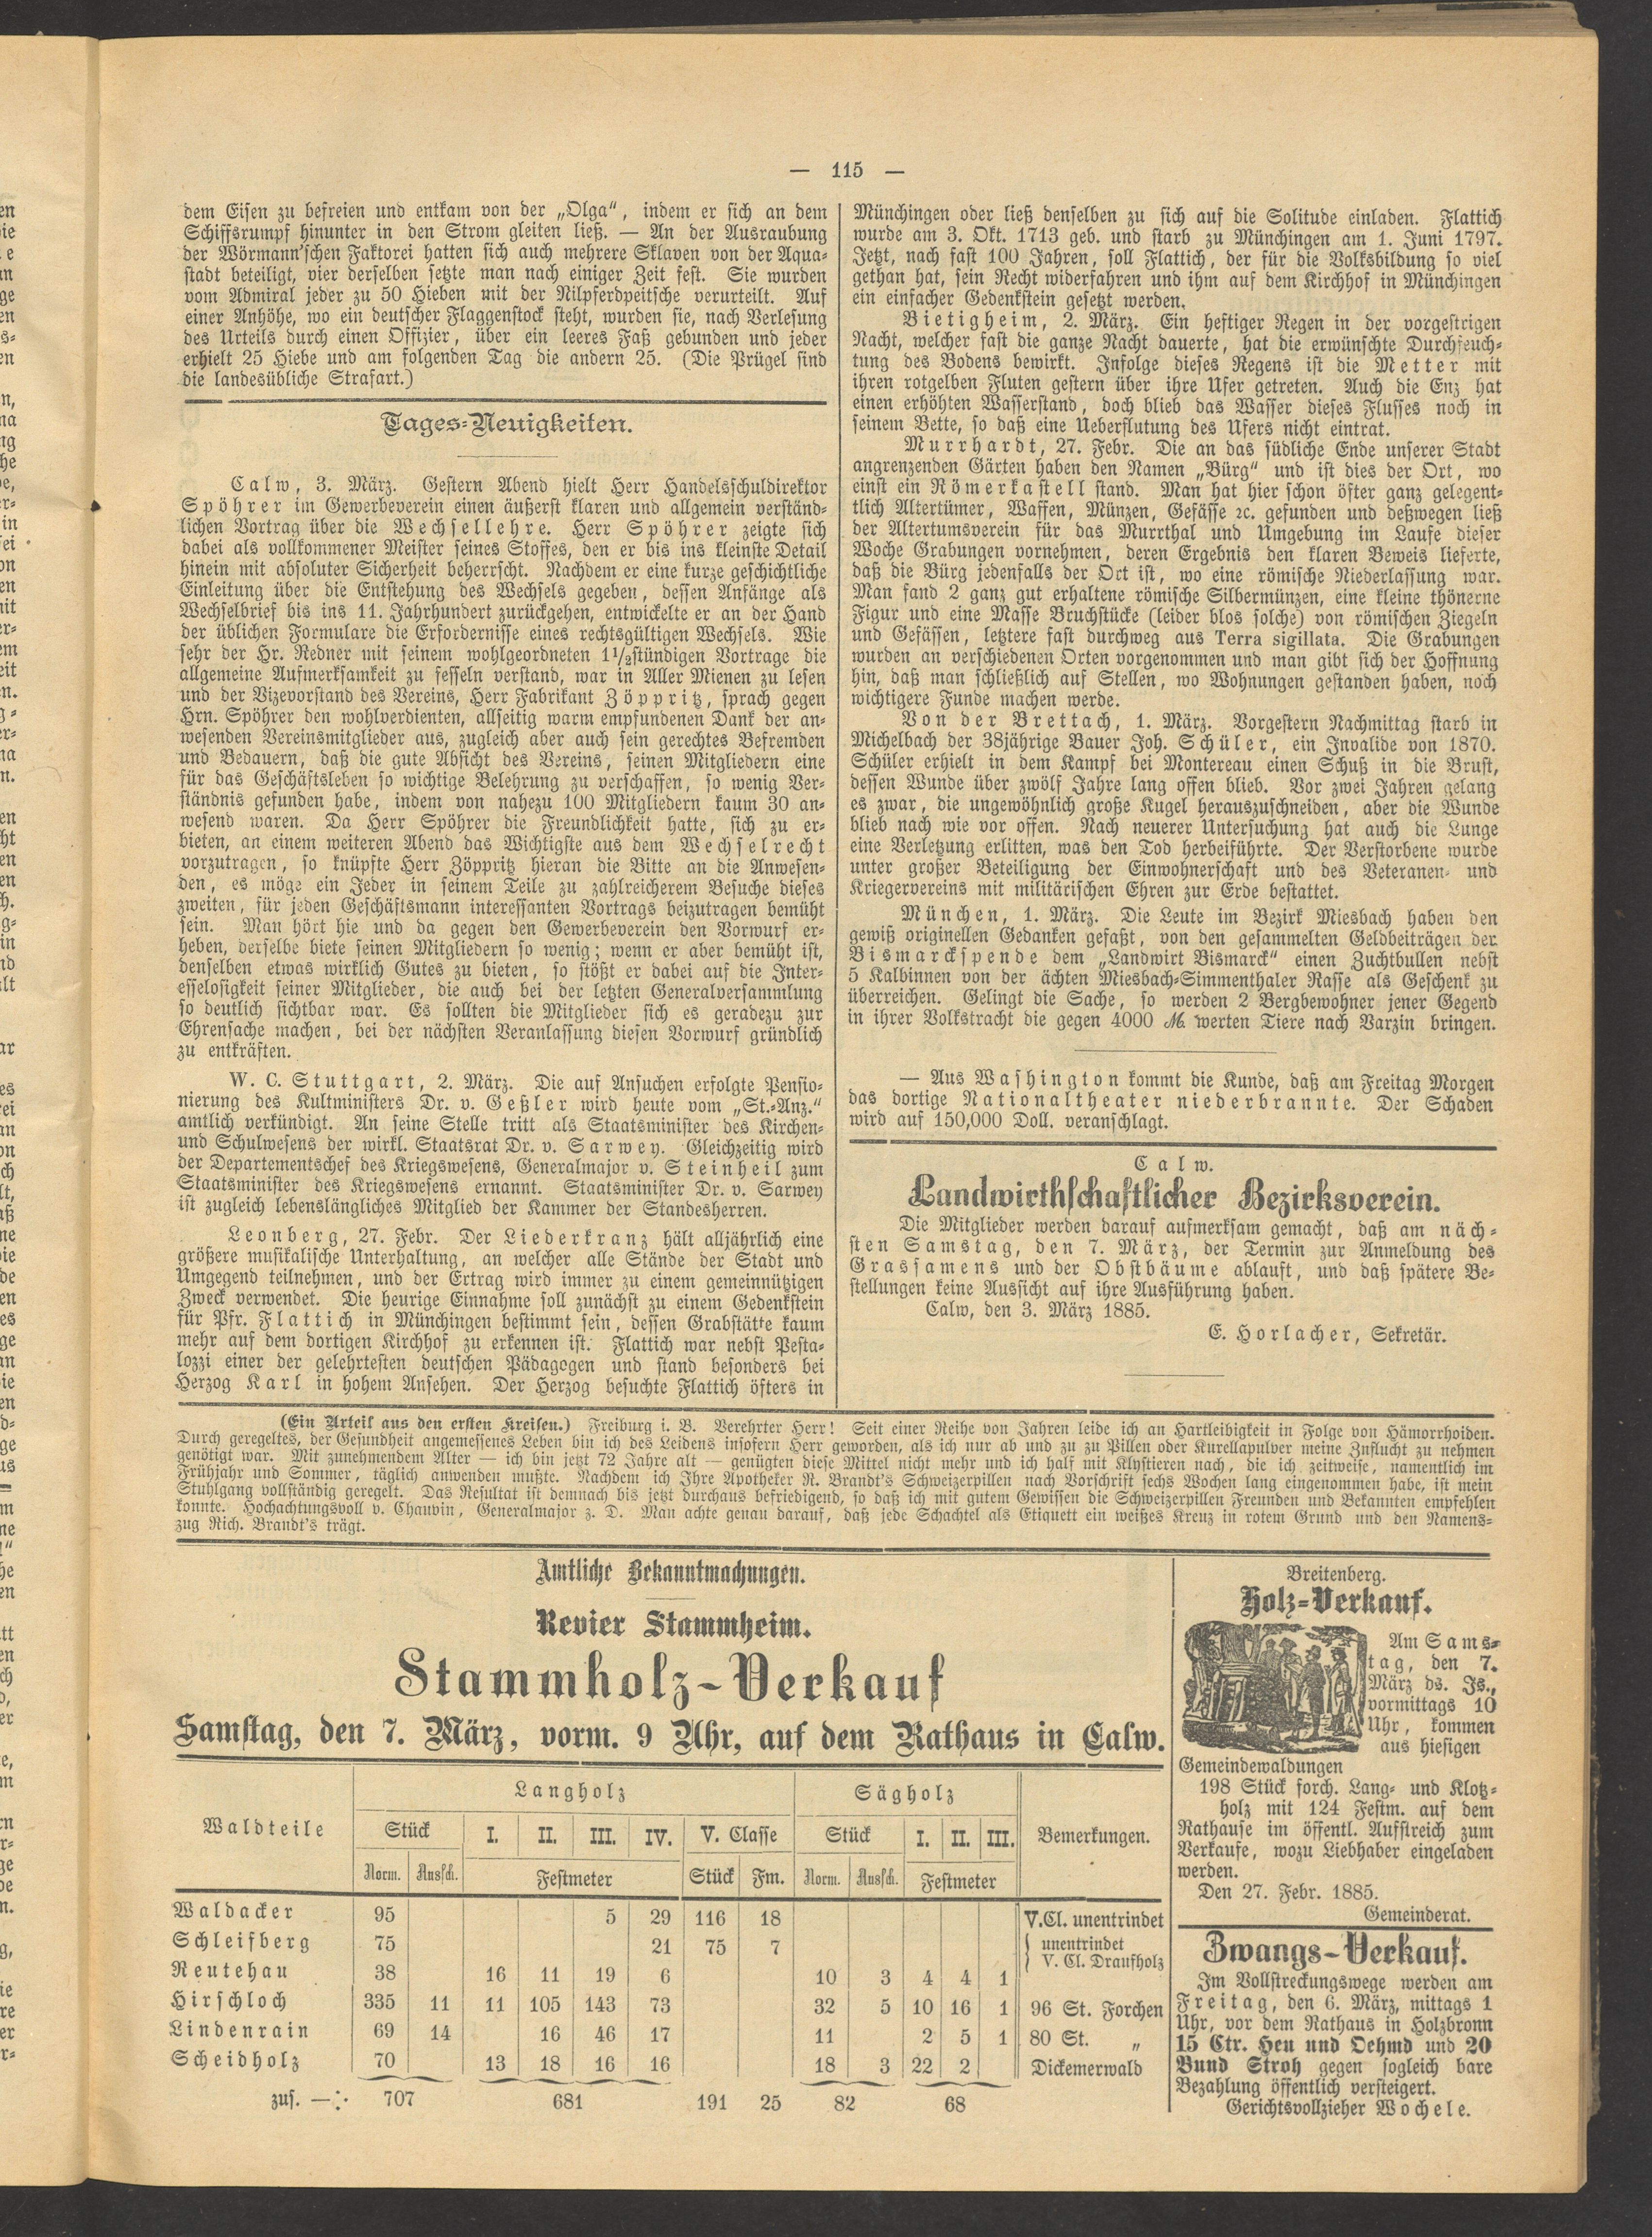 — 115 —
dem Eisen zu befreien und entkam von der „Olga“, indem er sich an dem
Schiffsrumpf hinunter in den Strom gleiten ließ. — An der Ausraubung
der Wörmann'schen Faktorei hatten sich auch mehrere Sklaven von der Aqua-
stadt beteiligt, vier derselben setzte man nach einiger Zeit fest. Sie wurden
vom Admiral jeder zu 50 Hieben mit der Nilpferdpeitsche verurteilt. Auf
einer Anhöhe, wo ein deutscher Flaggenstock steht, wurden sie, nach Verlesung
des Urteils durch einen Offizier, über ein leeres Faß gebunden und jeder
erhielt 25 Hiebe und am folgenden Tag die andern 25. (Die Prügel sind
die landesübliche Strafart.)
Tages-Neuigkeiten.
Calw, 3. März. Gestern Abend hielt Herr Handelsschuldirektor
Spöhrer im Gewerbeverein einen äußerst klaren und allgemein verständ-
lichen Vortrag über die Wechsellehre. Herr Spöhrer zeigte sich
dabei als vollkommener Meister seines Stoffes, den er bis ins kleinste Detail
hinein mit absoluter Sicherheit beherrscht. Nachdem er eine kurze geschichtliche
Einleitung über die Entstehung des Wechsels gegeben, dessen Anfänge als
Wechselbrief bis ins 11. Jahrhundert zurückgehen, entwickelte er an der Hand
der üblichen Formulare die Erfordernisse eines rechtsgültigen Wechsels. Wie
sehr der Hr. Redner mit seinem wohlgeordneten 1½stündigen Vortrage die
allgemeine Aufmerksamkeit zu fesseln verstand, war in Aller Mienen zu lesen
und der Vizevorstand des Vereins, Herr Fabrikant Zöppritz, sprach gegen
Hrn. Spöhrer den wohlverdienten, allseitig warm empfundenen Dank der an-
wesenden Vereinsmitglieder aus, zugleich aber auch sein gerechtes Befremden
und Bedauern, daß die gute Absicht des Vereins, seinen Mitgliedern eine
für das Geschäftsleben so wichtige Belehrung zu verschaffen, so wenig Ver-
ständnis gefunden habe, indem von nahezu 100 Mitgliedern kaum 30 an-
wesend waren. Da Herr Spöhrer die Freundlichkeit hatte, sich zu er-
bieten, an einem weiteren Abend das Wichtigste aus dem Wechselrecht
vorzutragen, so knüpfte Herr Zöppritz hieran die Bitte an die Anwesen-
den, es möge ein Jeder in seinem Teile zu zahlreicherem Besuche dieses
zweiten, für jeden Geschäftsmann interessanten Vortrags beizutragen bemüht
sein. Man hört hie und da gegen den Gewerbeverein den Vorwurf er-
heben, derselbe biete seinen Mitgliedern so wenig; wenn er aber bemüht ist,
denselben etwas wirklich Gutes zu bieten, so stößt er dabei auf die Inter-
esselosigkeit seiner Mitglieder, die auch bei der letzten Generalversammlung
so deutlich sichtbar war. Es sollten die Mitglieder sich es geradezu zur
Ehrensache machen, bei der nächsten Veranlassung diesen Vorwurf gründlich
zu entkräften.
W. C. Stuttgart, 2. März. Die auf Ansuchen erfolgte Pensio-
nierung des Kultministers Dr. v. Geßler wird heute vom „St.-Anz.“
amtlich verkündigt. An seine Stelle tritt als Staatsminister des Kirchen-
und Schulwesens der wirkl. Staatsrat Dr. v. Sarwey. Gleichzeitig wird
der Departementschef des Kriegswesens, Generalmajor v. Steinheil zum
Staatsminister des Kriegswesens ernannt. Staatsminister Dr. v. Sarwey
ist zugleich lebenslängliches Mitglied der Kammer der Standesherren.
Leonberg, 27. Febr. Der Liederkranz hält alljährlich eine
größere musikalische Unterhaltung, an welcher alle Stände der Stadt und
Umgegend teilnehmen, und der Ertrag wird immer zu einem gemeinnützigen
Zweck verwendet. Die heurige Einnahme soll zunächst zu einem Gedenkstein
für Pfr. Flattich in Münchingen bestimmt sein, dessen Grabstätte kaum
mehr auf dem dortigen Kirchhof zu erkennen ist. Flattich war nebst Pesta-
lozzi einer der gelehrtesten deutschen Pädagogen und stand besonders bei
Herzog Karl in hohem Ansehen. Der Herzog besuchte Flattich öfters in
Münchingen oder ließ denselben zu sich auf die Solitude einladen. Flattich
wurde am 3. Okt. 1713 geb. und starb zu Münchingen am 1. Juni 1797.
Jetzt, nach fast 100 Jahren, soll Flattich, der für die Volksbildung so viel
gethan hat, sein Recht widerfahren und ihm auf dem Kirchhof in Münchingen
ein einfacher Gedenkstein gesetzt werden.
Bietigheim, 2. März. Ein heftiger Regen in der vorgestrigen
Nacht, welcher fast die ganze Nacht dauerte, hat die erwünschte Durchfeuch-
tung des Bodens bewirkt. Infolge dieses Regens ist die Metter mit
ihren rotgelben Fluten gestern über ihre Ufer getreten. Auch die Enz hat
einen erhöhten Wasserstand, doch blieb das Wasser dieses Flusses noch in
seinem Bette, so daß eine Ueberflutung des Ufers nicht eintrat.
Murrhardt, 27. Febr. Die an das südliche Ende unserer Stadt
angrenzenden Gärten haben den Namen „Bürg“ und ist dies der Ort, wo
einst ein Römerkastell stand. Man hat hier schon öfter ganz gelegent-
tlich Altertümer, Waffen, Münzen, Gefässe ꝛc. gefunden und deßwegen ließ
der Altertumsverein für das Murrthal und Umgebung im Laufe dieser
Woche Grabungen vornehmen, deren Ergebnis den klaren Beweis lieferte,
daß die Bürg jedenfalls der Ort ist, wo eine römische Niederlassung war.
Man fand 2 ganz gut erhaltene römische Silbermünzen, eine kleine thönerne
Figur und eine Masse Bruchstücke (leider blos solche) von römischen Ziegeln
und Gefässen, letztere fast durchweg aus Terra sigillata. Die Grabungen
wurden an verschiedenen Orten vorgenommen und man gibt sich der Hoffnung
hin, daß man schließlich auf Stellen, wo Wohnungen gestanden haben, noch
wichtigere Funde machen werde.
Von der Brettach, 1. März. Vorgestern Nachmittag starb in
Michelbach der 38jährige Bauer Joh. Schüler, ein Invalide von 1870.
Schüler erhielt in dem Kampf bei Montereau einen Schuß in die Brust,
dessen Wunde über zwölf Jahre lang offen blieb. Vor zwei Jahren gelang
es zwar, die ungewöhnlich große Kugel herauszuschneiden, aber die Wunde
blieb nach wie vor offen. Nach neuerer Untersuchung hat auch die Lunge
eine Verletzung erlitten, was den Tod herbeiführte. Der Verstorbene wurde
unter großer Beteiligung der Einwohnerschaft und des Veteranen- und
Kriegervereins mit militärischen Ehren zur Erde bestattet.
München, 1. März. Die Leute im Bezirk Miesbach haben den
gewiß originellen Gedanken gefaßt, von den gesammelten Geldbeiträgen der
Bismarckspende dem „Landwirt Bismarck“ einen Zuchtbullen nebst
5 Kalbinnen von der ächten Miesbach-Simmenthaler Rasse als Geschenk zu
überreichen. Gelingt die Sache, so werden 2 Bergbewohner jener Gegend
in ihrer Volkstracht die gegen 4000 M. werten Tiere nach Varzin bringen.
— Aus Washington kommt die Kunde, daß am Freitag Morgen
das dortige Nationaltheater niederbrannte. Der Schaden
wird auf 150,000 Doll. veranschlagt.
Calw.
Landwirthschaftlicher Bezirksverein.
Die Mitglieder werden darauf aufmerksam gemacht, daß am näch-
sten Samstag, den 7. März, der Termin zur Anmeldung des
Grassamens und der Obstbäume ablauft, und daß spätere Be-
stellungen keine Aussicht auf ihre Ausführung haben.
Calw, den 3. März 1885.
E. Horlacher, Sekretär.
(Ein Urteil aus den ersten Kreisen.) Freiburg i. B. Verehrter Herr! Seit einer Reihe von Jahren leide ich an Hartleibigkeit in Folge von Hämorrhoiden.
Durch geregeltes, der Gesundheit angemessenes Leben bin ich des Leidens insofern Herr geworden, als ich nur ab und zu zu Pillen oder Kurellapulver meine Zuflucht zu nehmen
genötigt war. Mit zunehmendem Alter — ich bin jetzt 72 Jahre alt — genügten diese Mittel nicht mehr und ich half mit Klystieren nach, die ich zeitweise, namentlich im
Frühjahr und Sommer, täglich anwenden mußte. Nachdem ich Ihre Apotheker R. Brandt's Schweizerpillen nach Vorschrift sechs Wochen lang eingenommen habe, ist mein
Stuhlgang vollständig geregelt. Das Resultat ist demnach bis jetzt durchaus befriedigend, so daß ich mit gutem Gewissen die Schweizerpillen Freunden und Bekannten empfehlen
konnte. Hochachtungsvoll v. Chauvin, Generalmajor z. D. Man achte genau darauf, daß jede Schachtel als Etiquett ein weißes Kreuz in rotem Grund und den Namens-
zug Rich. Brandt's trägt.
Amtliche Bekanntmachungen.
Revier Stammheim.
Stammholz-Verkauf
Samstag, den 7. März, vorm. 9 Uhr, auf dem Rathaus in Calw.
Waldteile Langholz Sägholz Bemerkungen.
Stück I. II. III. IV. V. Classe Stück I. II. III.
Norm. Aussch. Festmeter Stück Fm. Norm. Aussch. Festmeter
Waldacker 95 5 29 116 18 V.Cl. unentrindet
Schleifberg 75 21 75 7 unentrindet V. Cl. Draufholz
Reutehau 38 16 11 19 6 10 3 4 4 1
Hirschloch 335 11 11 105 143 73 32 5 10 16 1 96 St. Forchen
Lindenrain 69 14 16 46 17 11 2 5 1 80 St. „
Scheidholz 70 13 18 16 16 18 3 22 2 Dickemerwald
zus. — 707 681 191 25 82 68
Breitenberg.
Holz-Verkauf.
Am Sams-
tag, den 7.
März ds. Js.,
vormittags 10
Uhr, kommen
aus hiesigen
Gemeindewaldungen
198 Stück forch. Lang- und Klotz-
holz mit 124 Festm. auf dem
Rathause im öffentl. Aufstreich zum
Verkaufe, wozu Liebhaber eingeladen
werden.
Den 27. Febr. 1885.
Gemeinderat.
Zwangs-Verkauf.
Im Vollstreckungswege werden am
Freitag, den 6. März, mittags 1
Uhr, vor dem Rathaus in Holzbronn
15 Ctr. Heu und Oehmd und 20
Bund Stroh gegen sogleich bare
Bezahlung öffentlich versteigert.
Gerichtsvollzieher Wochele.